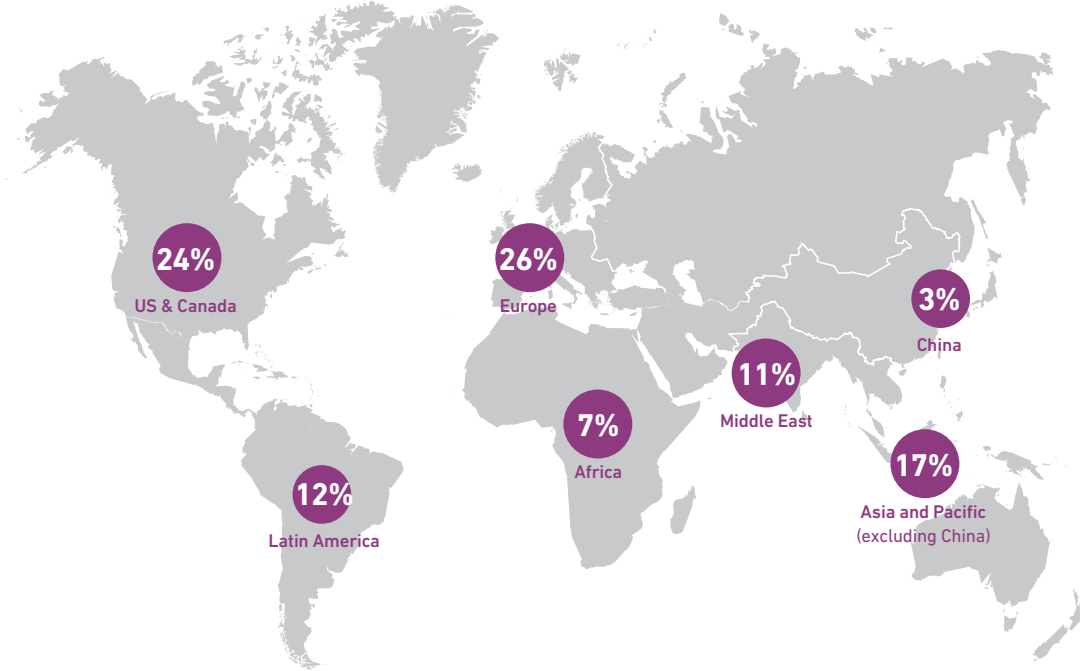 24%
US & Canada
26%
Europe
3%
China
11%
Middle East
7%
Africa
17%
Asia and Pacific
(excluding China)
12%
Latin America